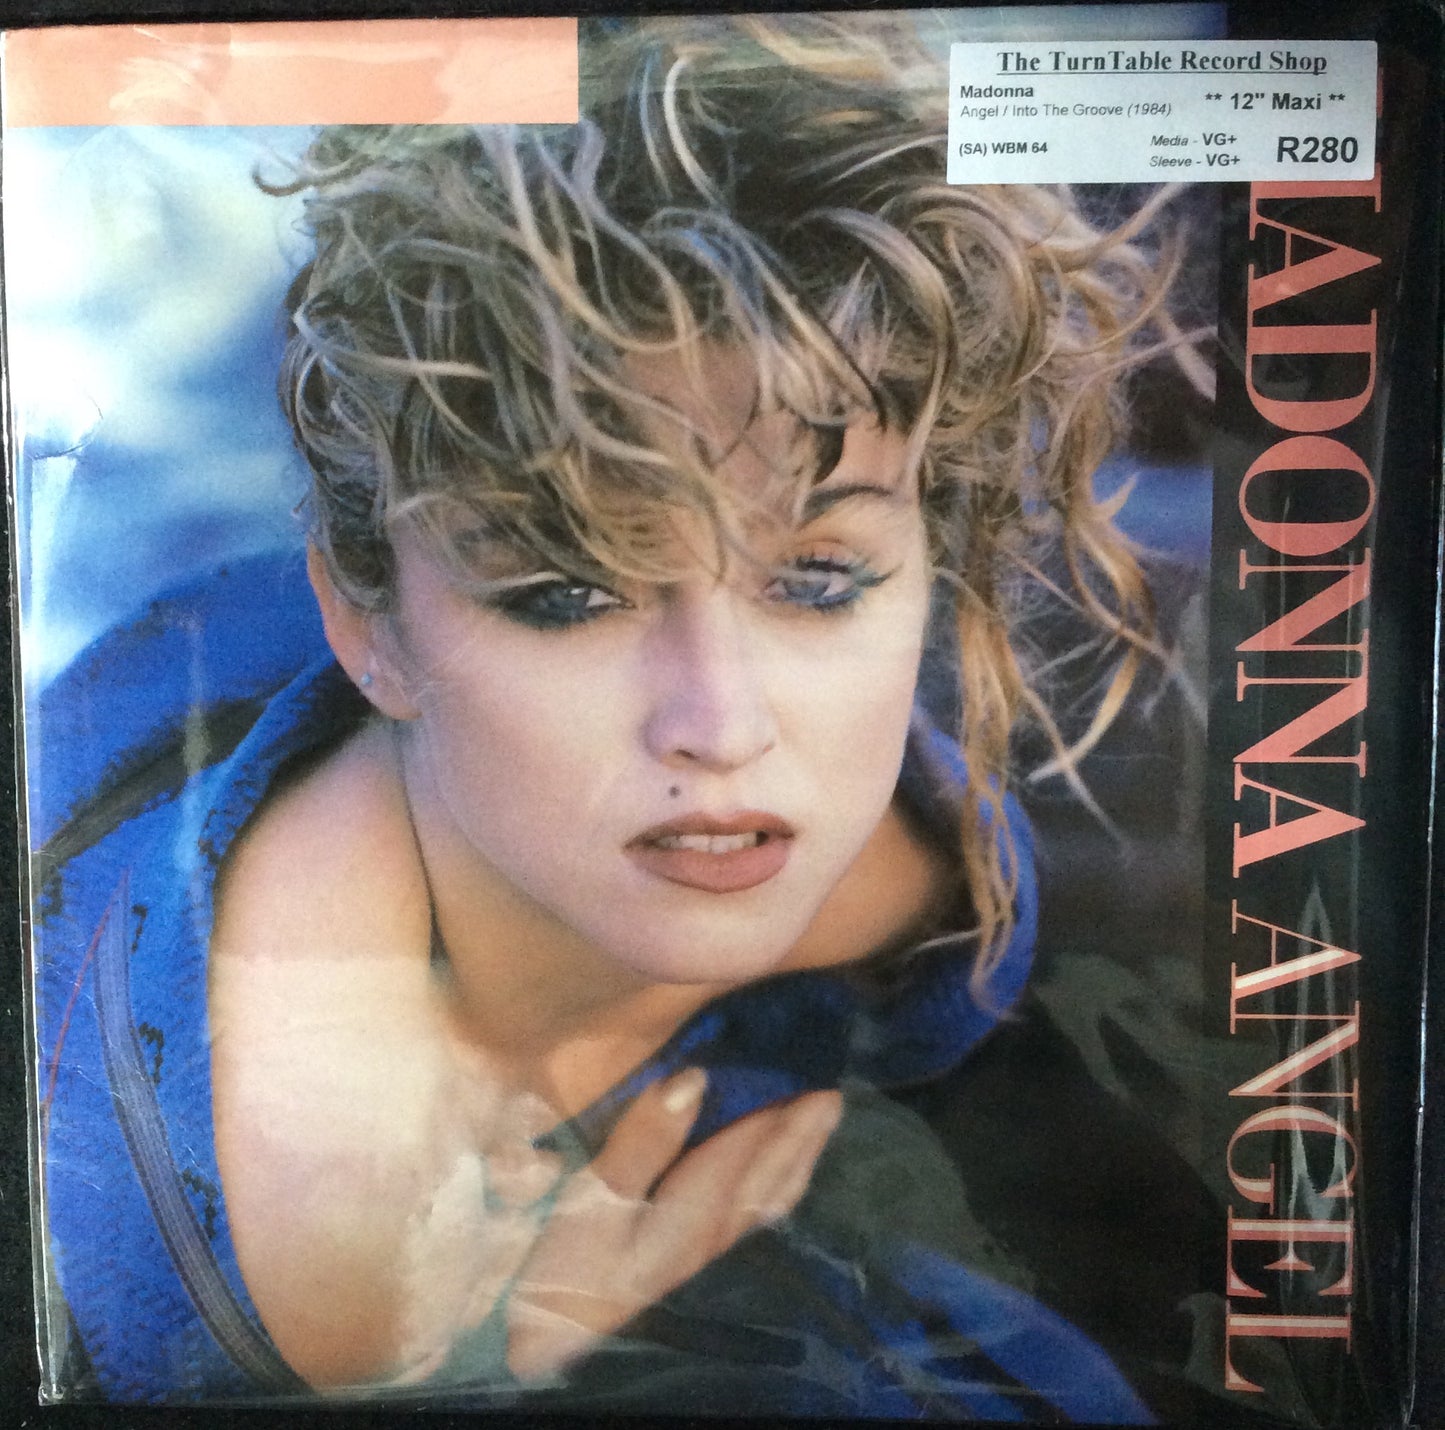 The TurnTable Record Shop
Madonna
Angel / Into The Groove (1984)
** 12" Maxi **
(SA) WBM 64
Media - VG+
Sleeve - VG+
R280
MADONNA ANGEL